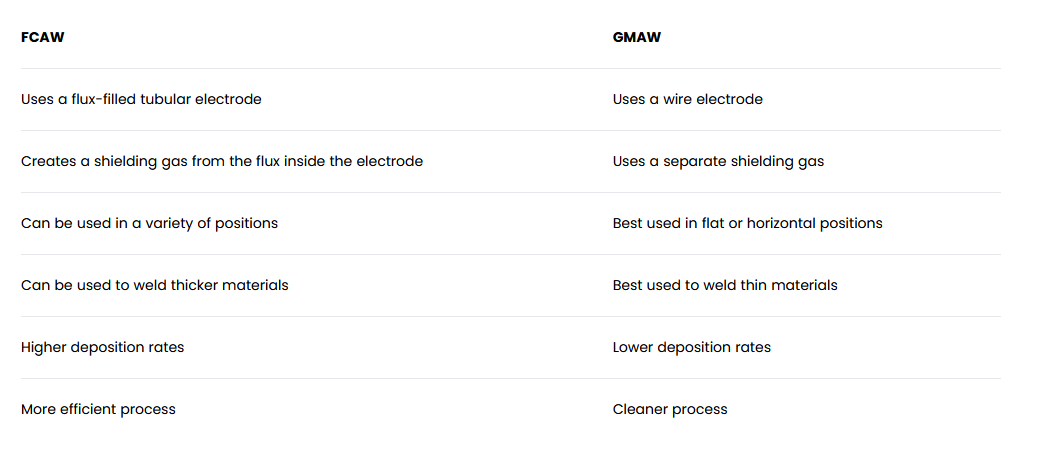 FCAW GMAW
Uses a flux-filled tubular electrode Uses a wire electrode
Creates a shielding gas from the flux inside the electrode Uses a separate shielding gas
Can be used in a variety of positions Best used in flat or horizontal positions
Can be used to weld thicker materials Best used to weld thin materials
Higher deposition rates Lower deposition rates
More efficient process Cleaner process